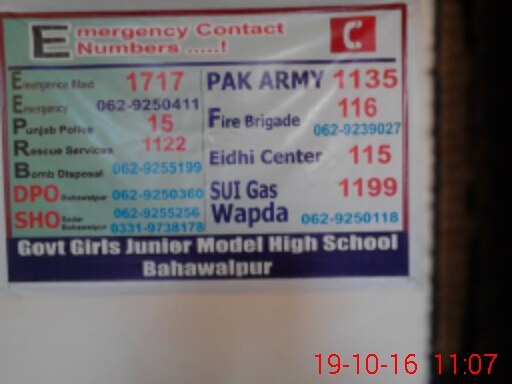 Emergency Contact
Numbers .....!
Emergence Blast 1717
Emergency 062-9250411
Punjab Police 15
Rescue Services 1122
Bomb Disposal 062-9255199
DPO Bahawalpur 062-9250360
SHO Sadar Bahawalpur 062-9255256
0331-9738178
PAK ARMY 1135
Fire Brigade 116
062-9239027
Eidhi Center 115
SUI Gas 1199
Wapda 062-9250118
Govt Girls Junior Model High School
Bahawalpur
19-10-16 11:07